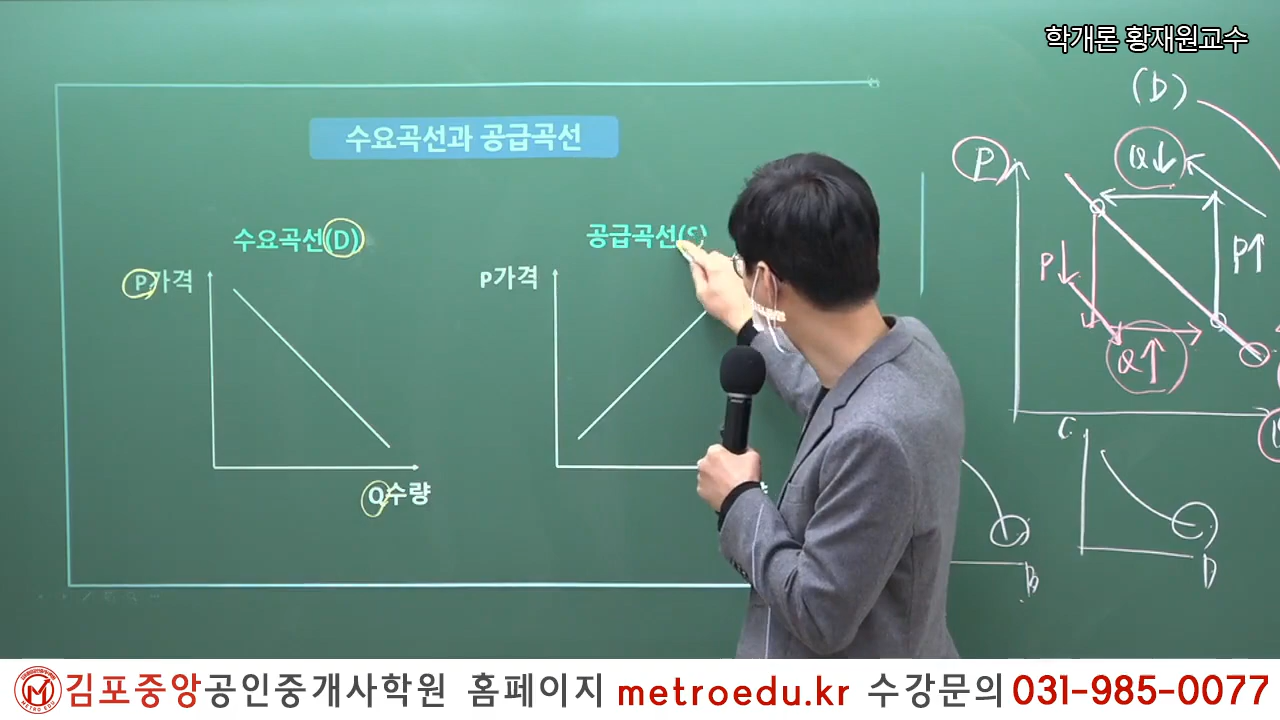 학개론 황재원교수
수요곡선과 공급곡선
수요곡선(D)
P가격
Q수량
공급곡선(S)
P가격
(D)
P
Q↓
P↑
P↓
Q↑
C
D
B
METRO EDU
김포중앙공인중개사학원 홈페이지 metroedu.kr 수강문의 031-985-0077